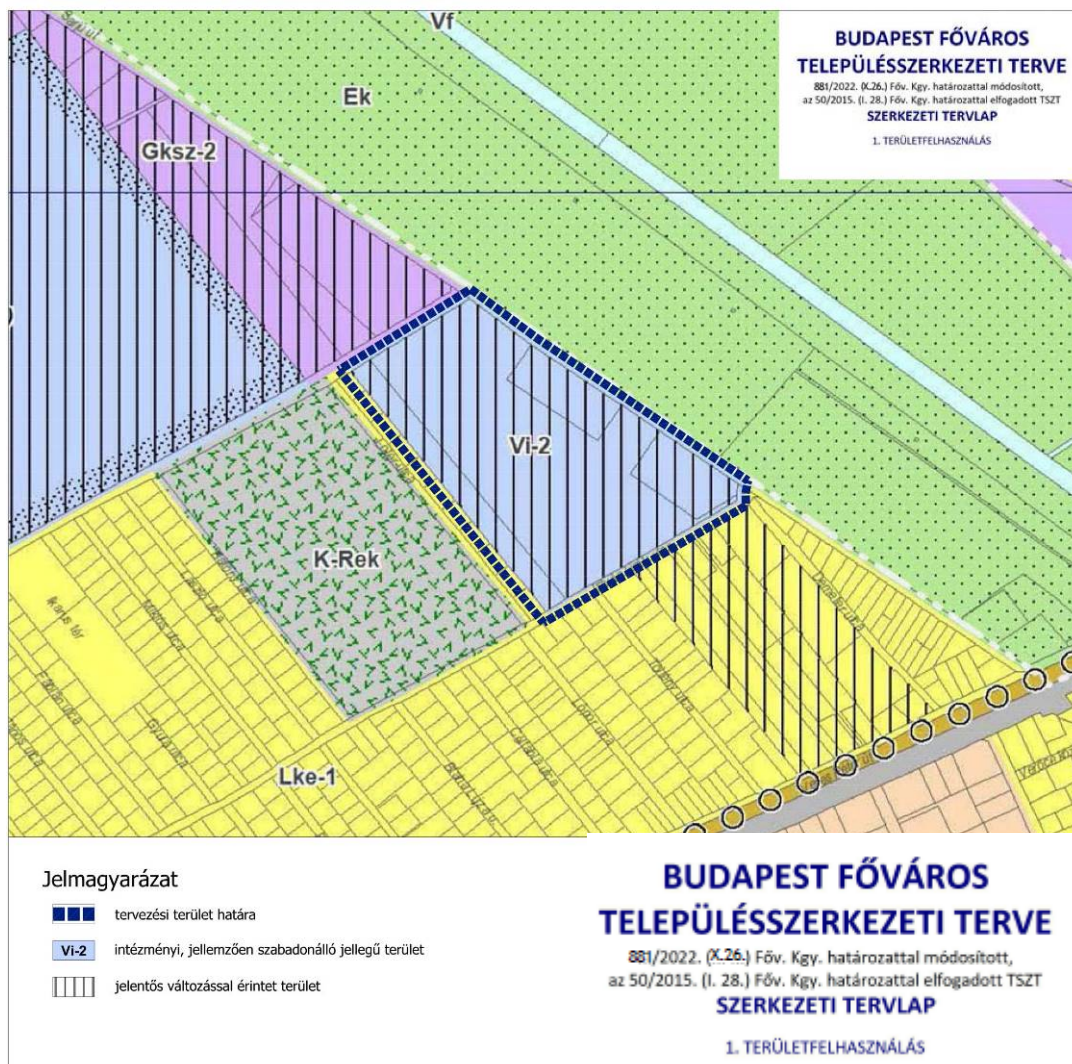 Vf
BUDAPEST FŐVÁROS
TELEPÜLÉSSZERKEZETI TERVE
881/2022. (X.26.) Főv. Kgy. határozattal módosított,
az 50/2015. (I. 28.) Főv. Kgy. határozattal elfogadott TSZT
SZERKEZETI TERVLAP
1. TERÜLETFELHASZNÁLÁS
Ek
Gksz-2
Vi-2
K-Rek
Lke-1
Jelmagyarázat
tervezési terület határa
Vi-2 intézményi, jellemzően szabadonálló jellegű terület
jelentős változással érintet terület
BUDAPEST FŐVÁROS
TELEPÜLÉSSZERKEZETI TERVE
881/2022. (X.26.) Főv. Kgy. határozattal módosított,
az 50/2015. (I. 28.) Főv. Kgy. határozattal elfogadott TSZT
SZERKEZETI TERVLAP
1. TERÜLETFELHASZNÁLÁS